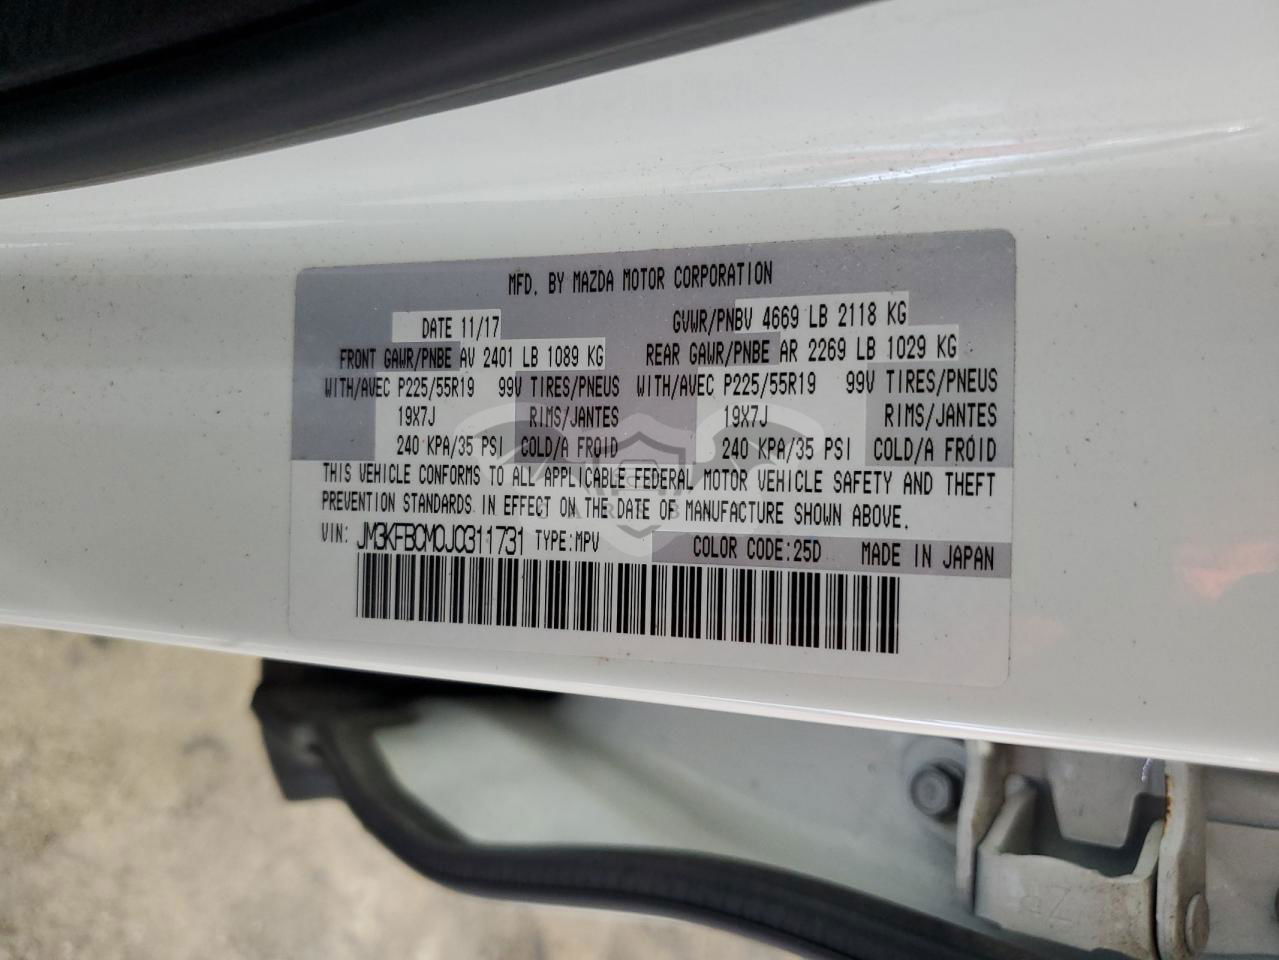 MFD. BY MAZDA MOTOR CORPORATION
DATE 11/17 GVWR/PNBV 4669 LB 2118 KG
FRONT GAWR/PNBE AV 2401 LB 1089 KG REAR GAWR/PNBE AR 2269 LB 1029 KG
WITH/AVEC P225/55R19 99V TIRES/PNEUS WITH/AVEC P225/55R19 99V TIRES/PNEUS
19X7J RIMS/JANTES 19X7J RIMS/JANTES
240 KPA/35 PSI COLD/A FROID 240 KPA/35 PSI COLD/A FROID
THIS VEHICLE CONFORMS TO ALL APPLICABLE FEDERAL MOTOR VEHICLE SAFETY AND THEFT
PREVENTION STANDARDS IN EFFECT ON THE DATE OF MANUFACTURE SHOWN ABOVE.
VIN: JM3KFBCM0J0311731 TYPE:MPV COLOR CODE:25D MADE IN JAPAN